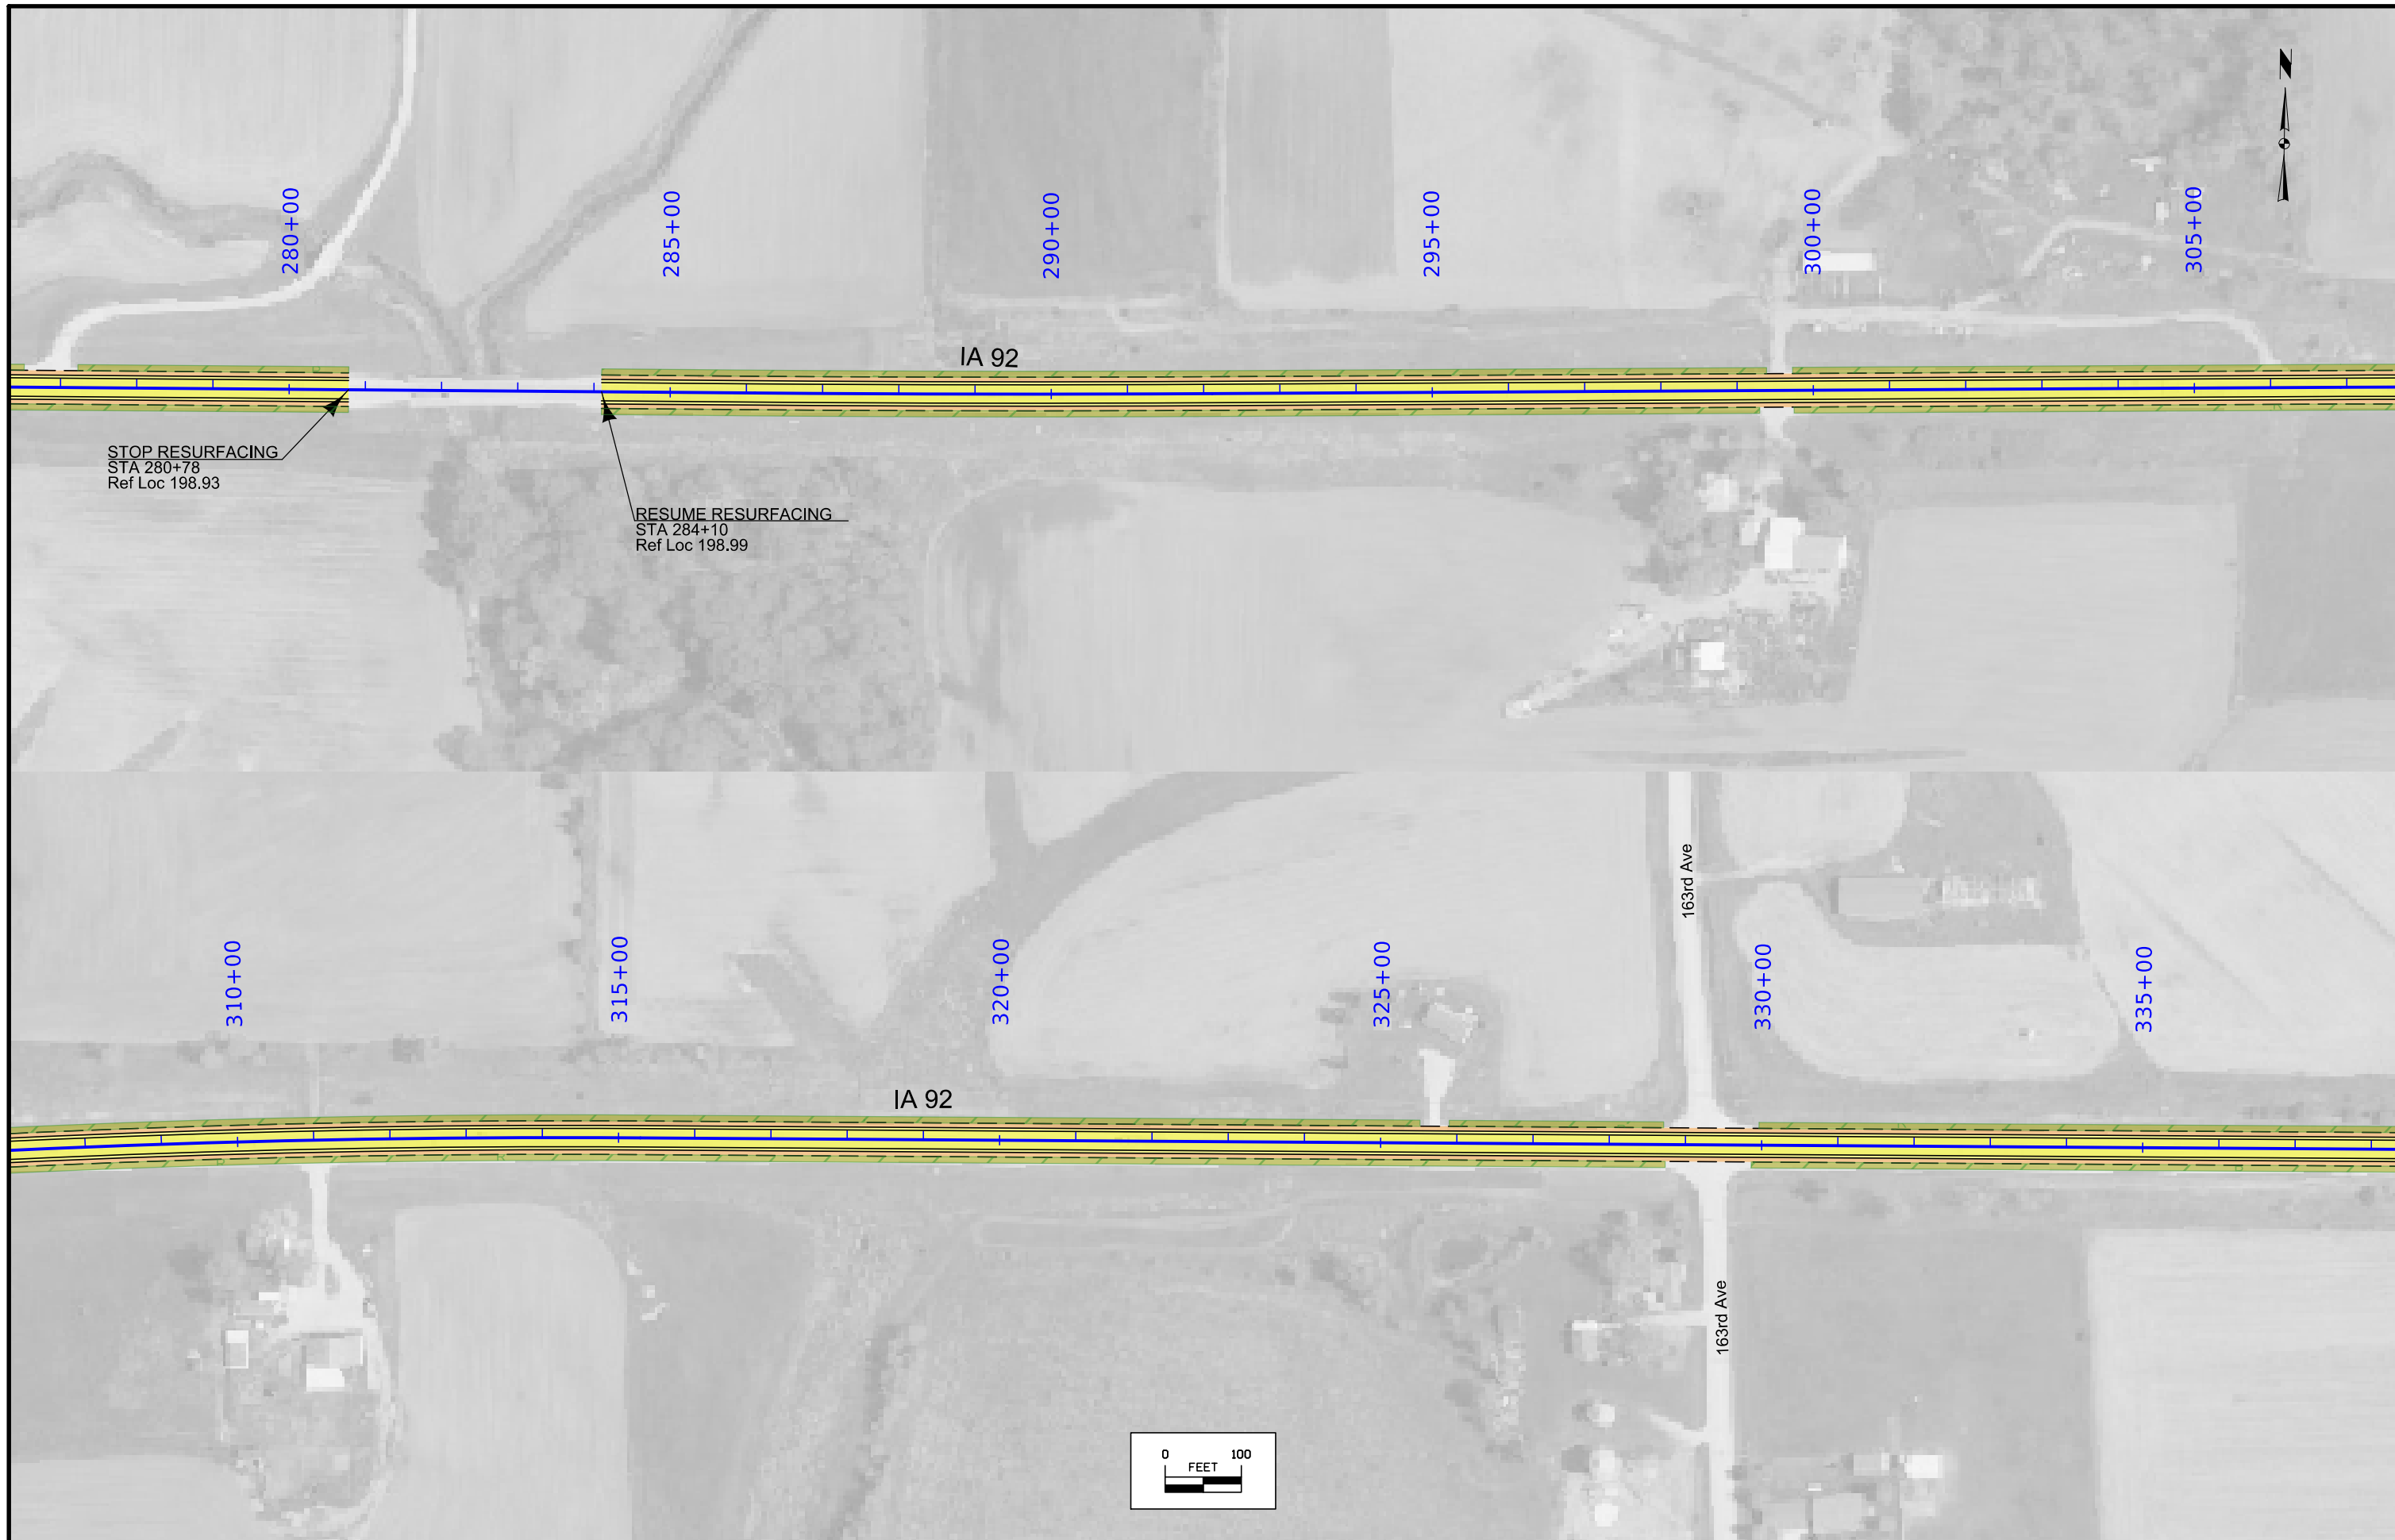 N
280+00
285+00
290+00
295+00
300+00
305+00
IA 92
STOP RESURFACING
STA 280+78
Ref Loc 198.93
RESUME RESURFACING
STA 284+10
Ref Loc 198.99
163rd Ave
310+00
315+00
320+00
325+00
330+00
335+00
IA 92
163rd Ave
0 100
FEET